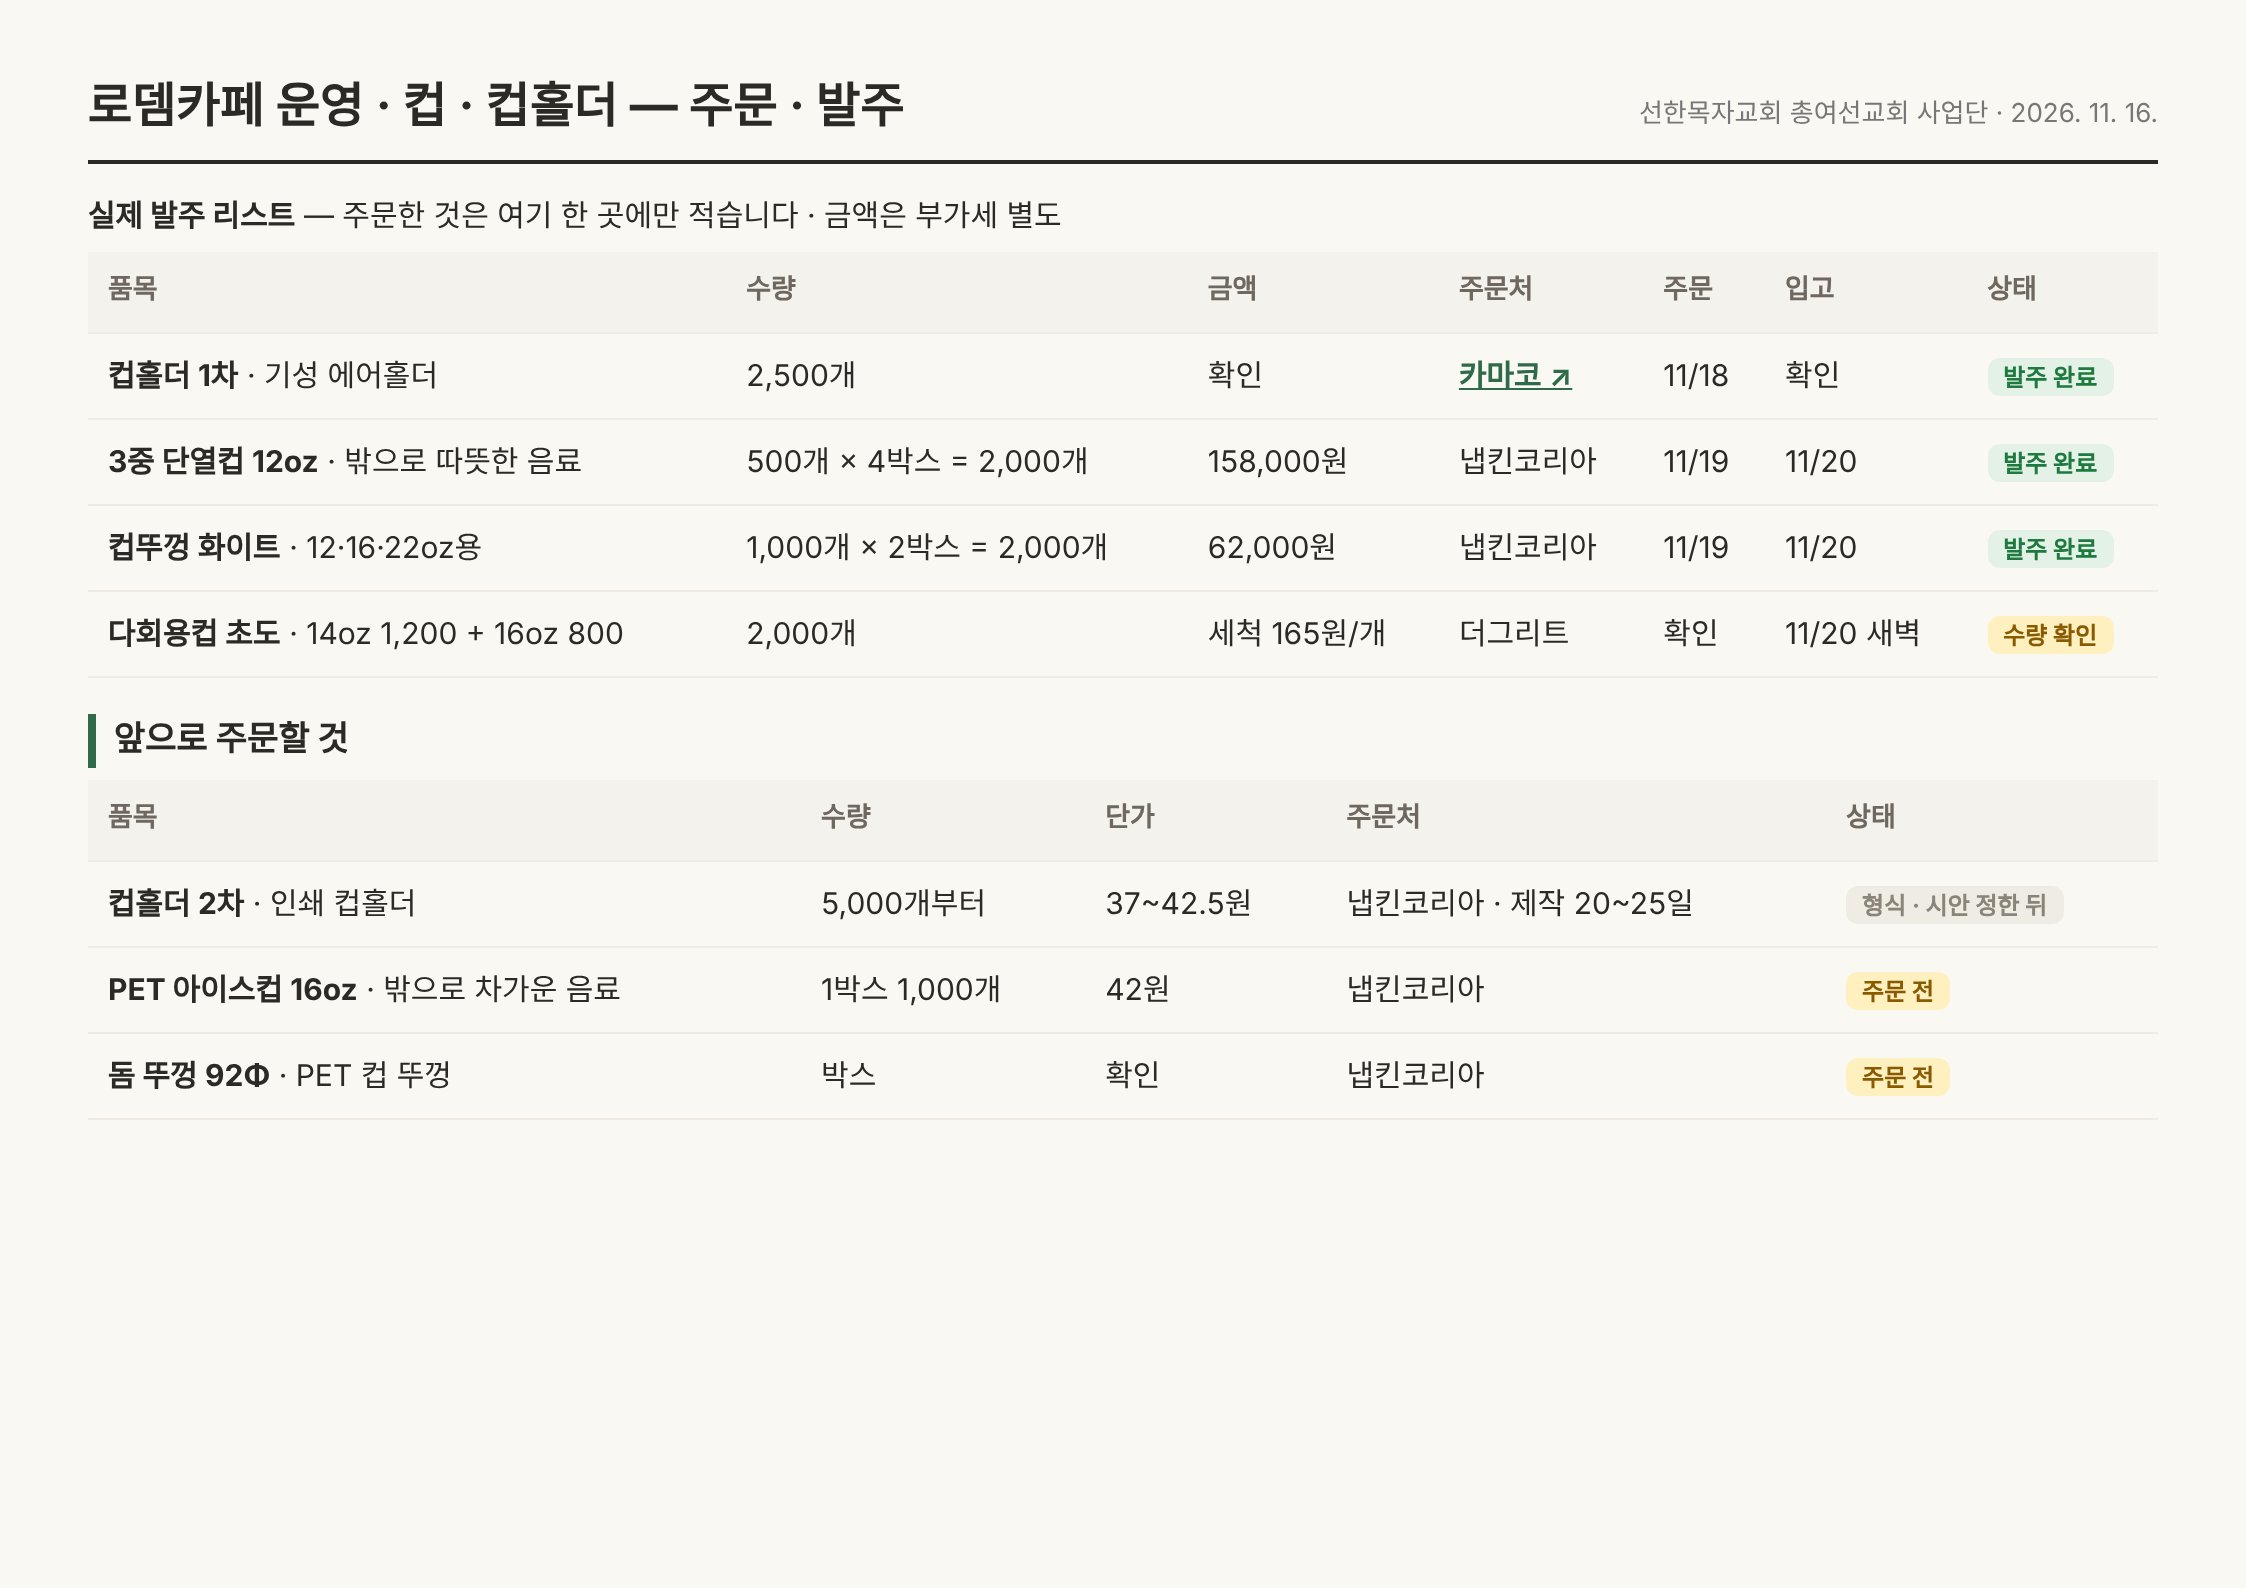 로뎀카페 운영 · 컵 · 컵홀더 — 주문 · 발주
선한목자교회 총여선교회 사업단 · 2026. 11. 16.
실제 발주 리스트 — 주문한 것은 여기 한 곳에만 적습니다 · 금액은 부가세 별도
품목 수량 금액 주문처 주문 입고 상태
컵홀더 1차 · 기성 에어홀더 2,500개 확인 카마코 ↗ 11/18 확인 발주 완료
3중 단열컵 12oz · 밖으로 따뜻한 음료 500개 × 4박스 = 2,000개 158,000원 냅킨코리아 11/19 11/20 발주 완료
컵뚜껑 화이트 · 12·16·22oz용 1,000개 × 2박스 = 2,000개 62,000원 냅킨코리아 11/19 11/20 발주 완료
다회용컵 초도 · 14oz 1,200 + 16oz 800 2,000개 세척 165원/개 더그리트 확인 11/20 새벽 수량 확인
앞으로 주문할 것
품목 수량 단가 주문처 상태
컵홀더 2차 · 인쇄 컵홀더 5,000개부터 37~42.5원 냅킨코리아 · 제작 20~25일 형식 · 시안 정한 뒤
PET 아이스컵 16oz · 밖으로 차가운 음료 1박스 1,000개 42원 냅킨코리아 주문 전
돔 뚜껑 92Φ · PET 컵 뚜껑 박스 확인 냅킨코리아 주문 전